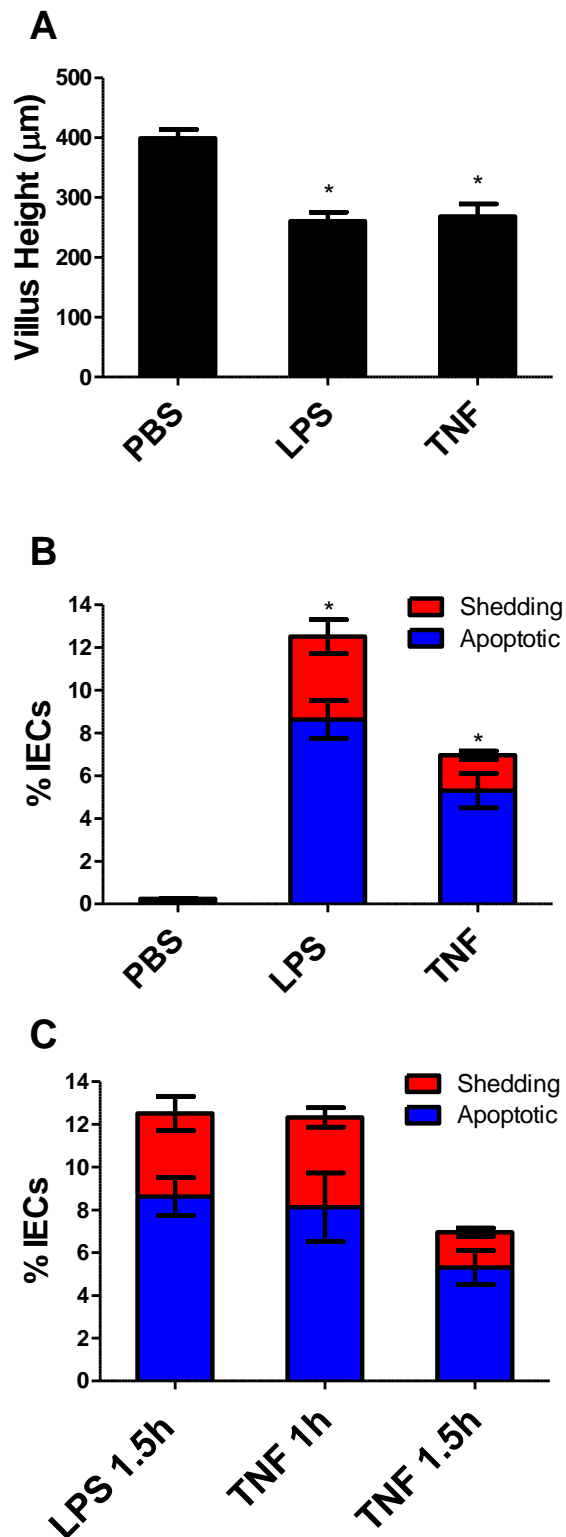 A
Villus Height (μm)
500
400
300
200
100
0
*
*
PBS
LPS
TNF
B
% IECs
14
12
10
8
6
4
2
0
Shedding
Apoptotic
*
*
PBS
LPS
TNF
C
% IECs
14
12
10
8
6
4
2
0
Shedding
Apoptotic
LPS 1.5h
TNF 1h
TNF 1.5h